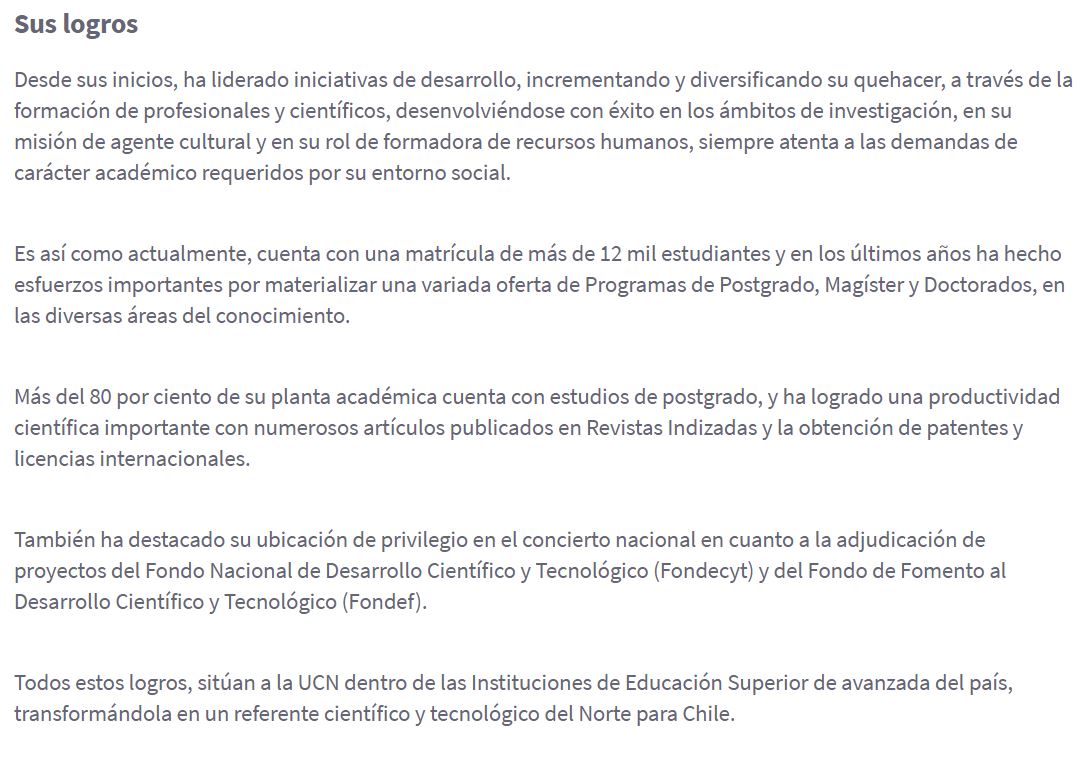 Sus logros
Desde sus inicios, ha liderado iniciativas de desarrollo, incrementando y diversificando su quehacer, a través de la
formación de profesionales y científicos, desenvolviéndose con éxito en los ámbitos de investigación, en su
misión de agente cultural y en su rol de formadora de recursos humanos, siempre atenta a las demandas de
carácter académico requeridos por su entorno social.
Es así como actualmente, cuenta con una matrícula de más de 12 mil estudiantes y en los últimos años ha hecho
esfuerzos importantes por materializar una variada oferta de Programas de Postgrado, Magíster y Doctorados, en
las diversas áreas del conocimiento.
Más del 80 por ciento de su planta académica cuenta con estudios de postgrado, y ha logrado una productividad
científica importante con numerosos artículos publicados en Revistas Indizadas y la obtención de patentes y
licencias internacionales.
También ha destacado su ubicación de privilegio en el concierto nacional en cuanto a la adjudicación de
proyectos del Fondo Nacional de Desarrollo Científico y Tecnológico (Fondecyt) y del Fondo de Fomento al
Desarrollo Científico y Tecnológico (Fondef).
Todos estos logros, sitúan a la UCN dentro de las Instituciones de Educación Superior de avanzada del país,
transformándola en un referente científico y tecnológico del Norte para Chile.